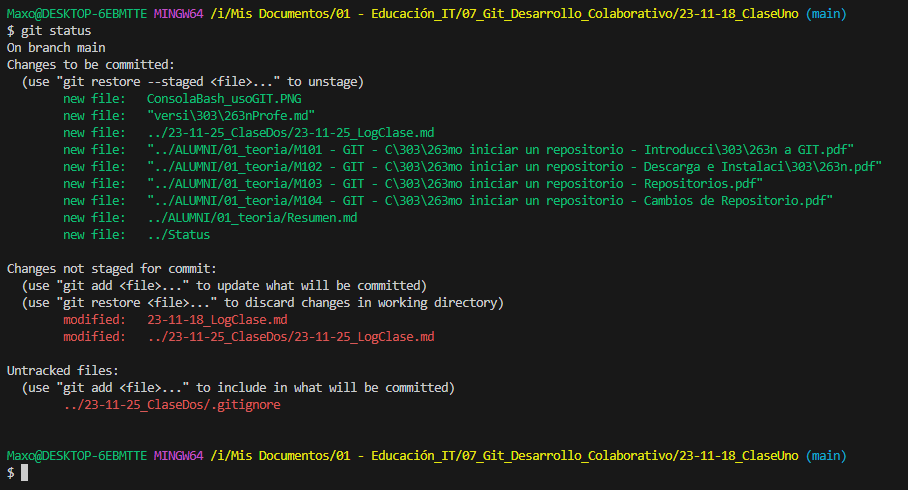 Maxo@DESKTOP-6EBMTTE MINGW64 /i/Mis Documentos/01 - Educación_IT/07_Git_Desarrollo_Colaborativo/23-11-18_ClaseUno (main)
$ git status
On branch main
Changes to be committed:
  (use "git restore --staged <file>..." to unstage)
        new file:   ConsolaBash_usoGIT.PNG
        new file:   "versi\303\263nProfe.md"
        new file:   ../23-11-25_ClaseDos/23-11-25_LogClase.md
        new file:   "../ALUMNI/01_teoria/M101 - GIT - C\303\263mo iniciar un repositorio - Introducci\303\263n a GIT.pdf"
        new file:   "../ALUMNI/01_teoria/M102 - GIT - C\303\263mo iniciar un repositorio - Descarga e Instalaci\303\263n.pdf"
        new file:   "../ALUMNI/01_teoria/M103 - GIT - C\303\263mo iniciar un repositorio - Repositorios.pdf"
        new file:   "../ALUMNI/01_teoria/M104 - GIT - C\303\263mo iniciar un repositorio - Cambios de Repositorio.pdf"
        new file:   ../ALUMNI/01_teoria/Resumen.md
        new file:   ../Status
Changes not staged for commit:
  (use "git add <file>..." to update what will be committed)
  (use "git restore <file>..." to discard changes in working directory)
        modified:   23-11-18_LogClase.md
        modified:   ../23-11-25_ClaseDos/23-11-25_LogClase.md
Untracked files:
  (use "git add <file>..." to include in what will be committed)
        ../23-11-25_ClaseDos/.gitignore
Maxo@DESKTOP-6EBMTTE MINGW64 /i/Mis Documentos/01 - Educación_IT/07_Git_Desarrollo_Colaborativo/23-11-18_ClaseUno (main)
$